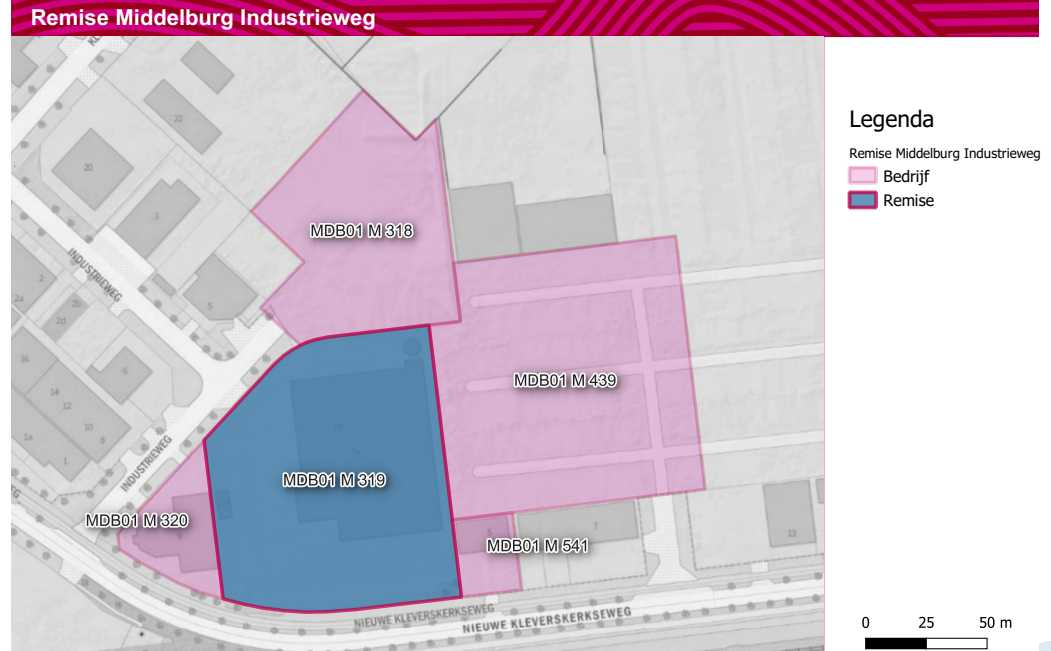 Remise Middelburg Industrieweg
Legenda
Remise Middelburg Industrieweg
Bedrijf
Remise
22
20
3
MDB01 M 318
INDUSTRIEWEG
2
5
2a
2b
2d
16
6
14
12
MDB01 M 439
10
8
1a
1
INDUSTRIEWEG
MDB01 M 319
MDB01 M 320
7
13
MDB01 M 541
NIEUWE KLEVERSKERKSEWEG
NIEUWE KLEVERSKERKSEWEG
0 25 50 m